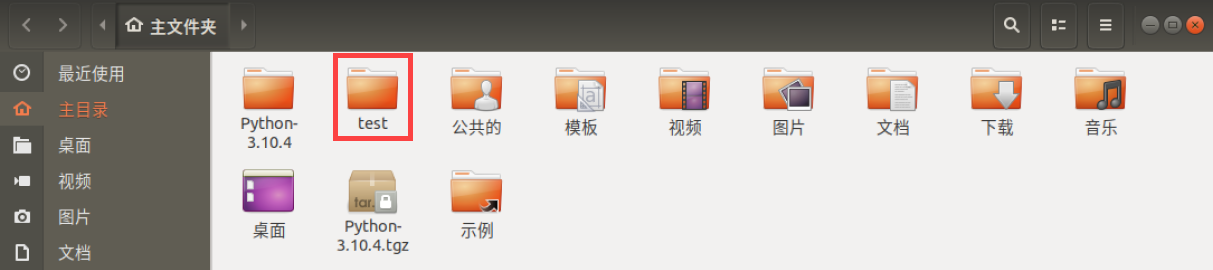 主文件夹
最近使用
主目录
桌面
视频
图片
文档
Python-
3.10.4
test
公共的
模板
视频
图片
文档
下载
音乐
桌面
tar.
Python-
3.10.4.tgz
示例